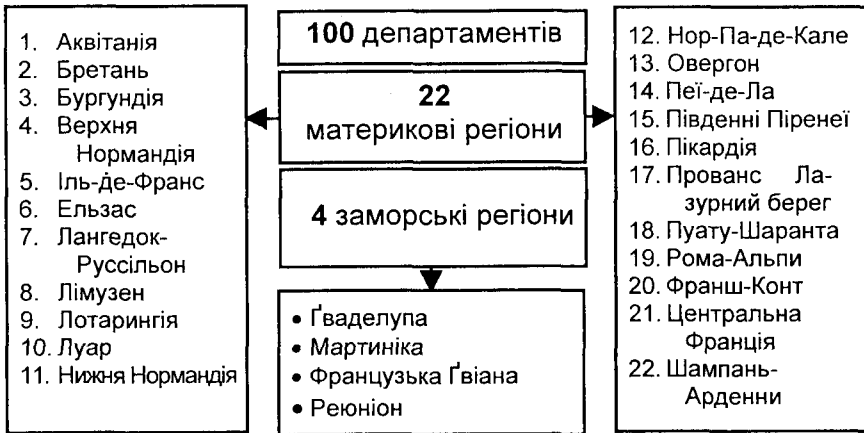 1. Аквітанія
2. Бретань
3. Бургундія
4. Верхня
Нормандія
5. Іль-де-Франс
6. Ельзас
7. Лангедок-
Руссільон
8. Лімузен
9. Лотарингія
10. Луар
11. Нижня Нормандія
100 департаментів
22
материкові регіони
4 заморські регіони
• Ґваделупа
• Мартиніка
• Французька Ґвіана
• Реюніон
12. Нор-Па-де-Кале
13. Овергон
14. Пеї-де-Ла
15. Південні Піренеї
16. Пікардія
17. Прованс Ла-
зурний берег
18. Пуату-Шаранта
19. Рома-Альпи
20. Франш-Конт
21. Центральна
Франція
22. Шампань-
Арденни